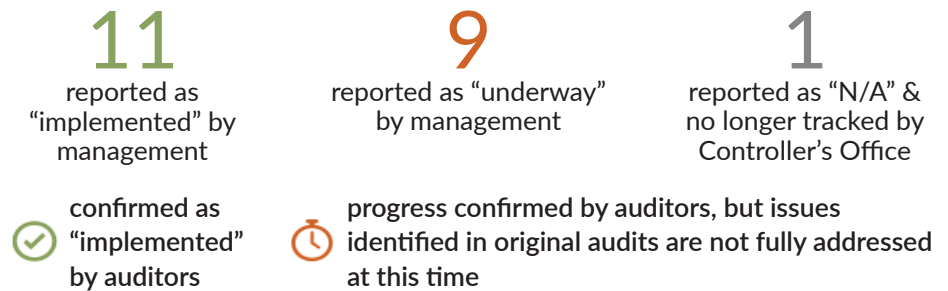 11
reported as
“implemented” by
management
9
reported as “underway”
by management
1
reported as “N/A” &
no longer tracked by
Controller’s Office
confirmed as
“implemented”
by auditors
progress confirmed by auditors, but issues
identified in original audits are not fully addressed
at this time